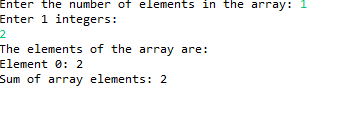 Enter the number of elements in the array: 1
Enter 1 integers:
2
The elements of the array are:
Element 0: 2
Sum of array elements: 2